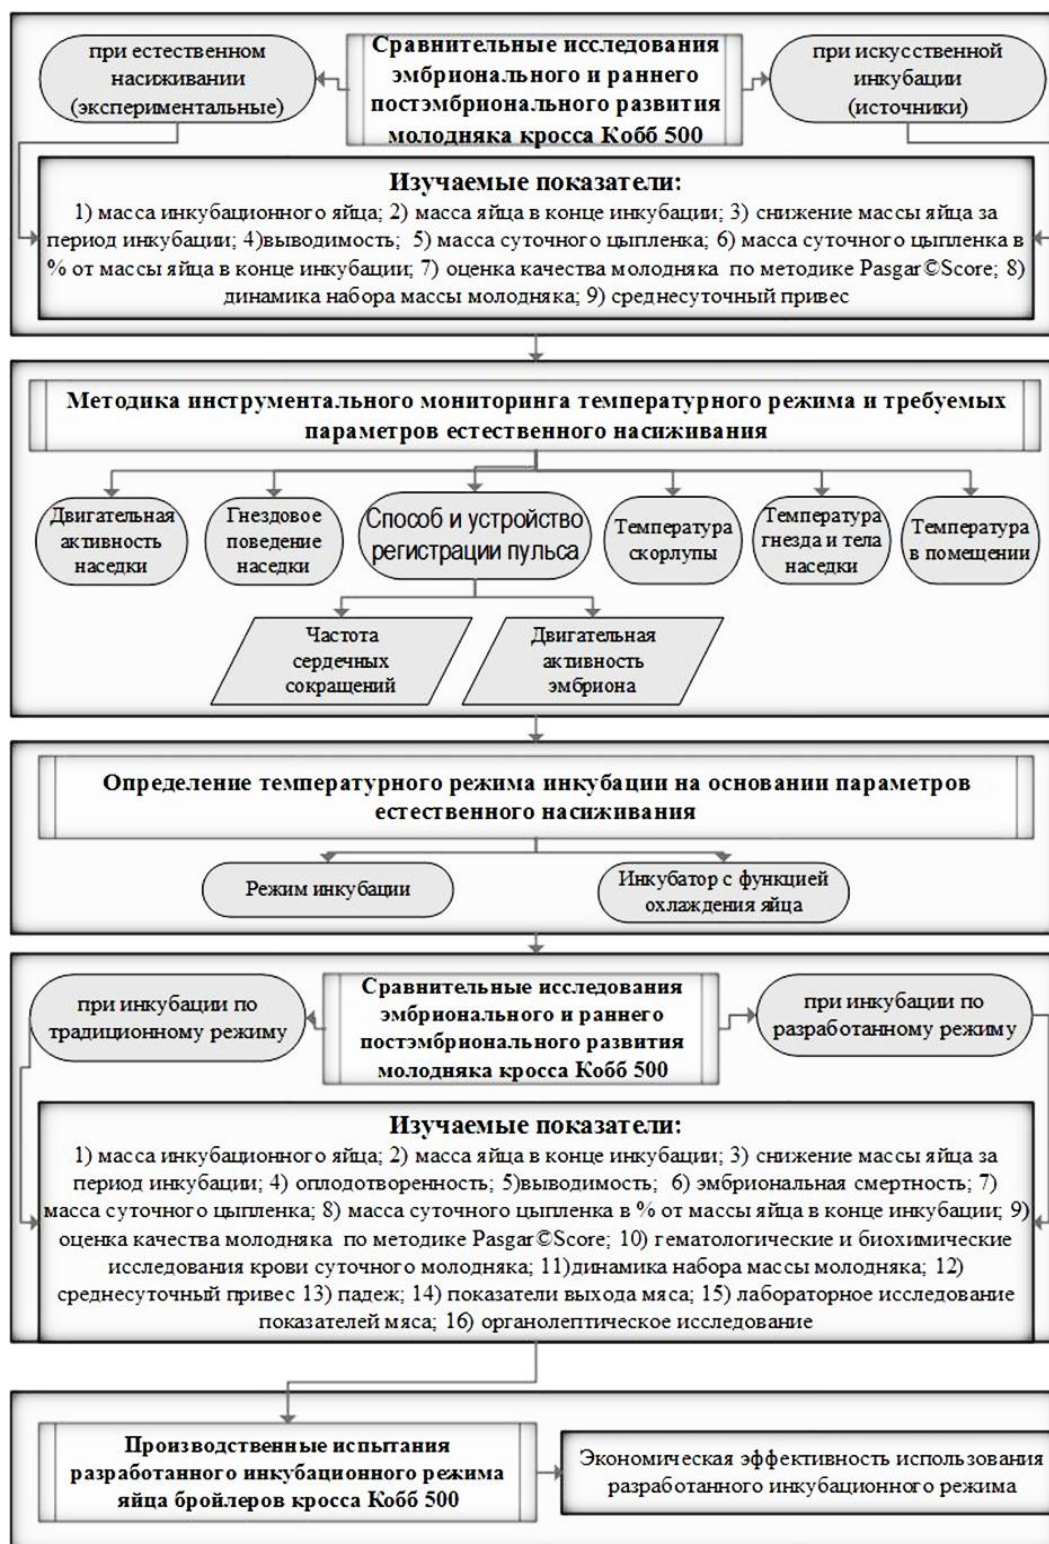 при естественном
насиживании
(экспериментальные)
Сравнительные исследования
эмбрионального и раннего
постэмбрионального развития
молодняка кросса Кобб 500
при искусственной
инкубации
(источники)
Изучаемые показатели:
1) масса инкубационного яйца; 2) масса яйца в конце инкубации; 3) снижение массы яйца за
период инкубации; 4)выводимость; 5) масса суточного цыпленка; 6) масса суточного цыпленка в
% от массы яйца в конце инкубации; 7) оценка качества молодняка по методике Pasgar©Score; 8)
динамика набора массы молодняка; 9) среднесуточный привес
Методика инструментального мониторинга температурного режима и требуемых
параметров естественного насиживания
Двигательная
активность
наседки
Гнездовое
поведение
наседки
Способ и устройство
регистрации пульса
Температура
скорлупы
Температура
гнезда и тела
наседки
Температура
в помещении
Частота
сердечных
сокращений
Двигательная
активность
эмбриона
Определение температурного режима инкубации на основании параметров
естественного насиживания
Режим инкубации
Инкубатор с функцией
охлаждения яйца
при инкубации по
традиционному режиму
Сравнительные исследования
эмбрионального и раннего
постэмбрионального развития
молодняка кросса Кобб 500
при инкубации по
разработанному режиму
Изучаемые показатели:
1) масса инкубационного яйца; 2) масса яйца в конце инкубации; 3) снижение массы яйца за
период инкубации; 4) оплодотворенность; 5)выводимость; 6) эмбриональная смертность; 7)
масса суточного цыпленка; 8) масса суточного цыпленка в % от массы яйца в конце инкубации; 9)
оценка качества молодняка по методике Pasgar©Score; 10) гематологические и биохимические
исследования крови суточного молодняка; 11)динамика набора массы молодняка; 12)
среднесуточный привес 13) падеж; 14) показатели выхода мяса; 15) лабораторное исследование
показателей мяса; 16) органолептическое исследование
Производственные испытания
разработанного инкубационного режима
яйца бройлеров кросса Кобб 500
Экономическая эффективность использования
разработанного инкубационного режима